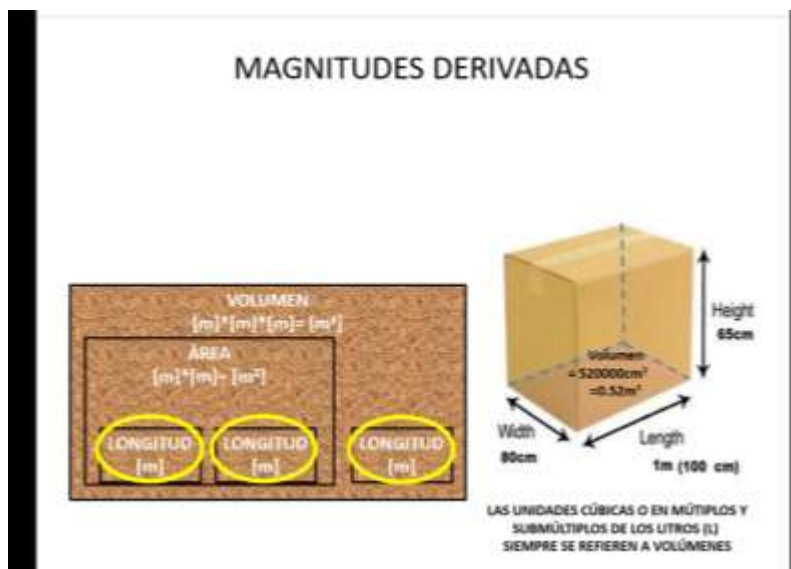 MAGNITUDES DERIVADAS
VOLUMEN
[m]*[m]*[m]= [m³]
ÁREA
[m]*[m]= [m²]
LONGITUD
[m]
LONGITUD
[m]
LONGITUD
[m]
Volumen
= 520000cm³
=0.52m³
Height
65cm
Width
80cm
Length
1m (100 cm)
LAS UNIDADES CÚBICAS O EN MÚTIPLOS Y
SUBMÚLTIPLOS DE LOS LITROS (L)
SIEMPRE SE REFIEREN A VOLÚMENES